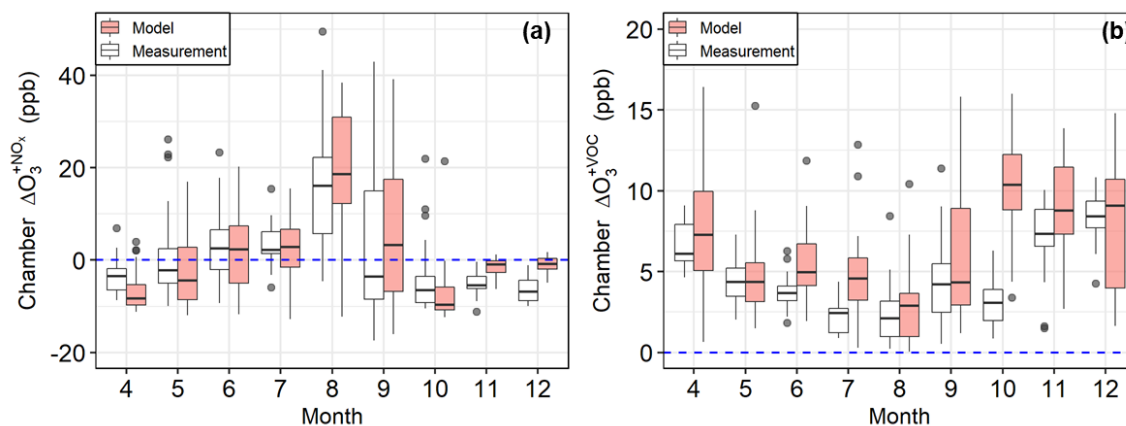 Model
Measurement
(a)
Chamber ΔO₃⁺ᴺᴼˣ (ppb)
40
20
0
-20
4 5 6 7 8 9 10 11 12
Month
Model
Measurement
(b)
Chamber ΔO₃⁺ⱽᴼᶜ (ppb)
20
15
10
5
0
4 5 6 7 8 9 10 11 12
Month